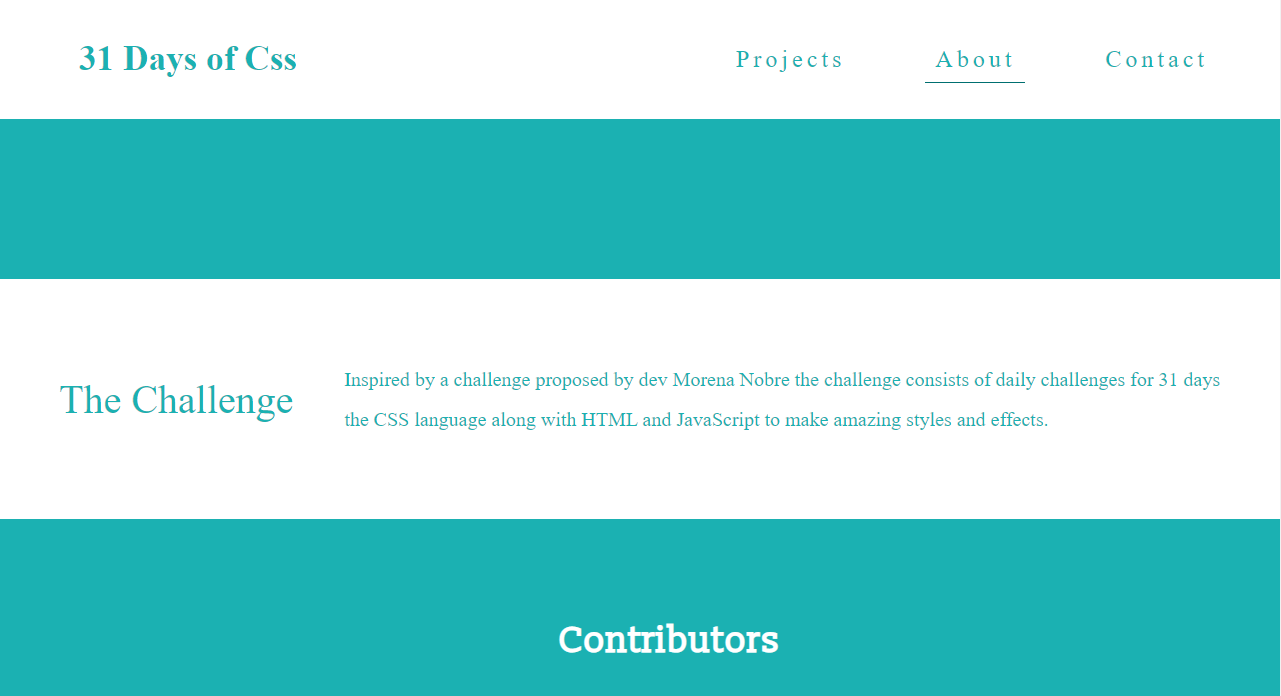 31 Days of Css
Projects About Contact
The Challenge
Inspired by a challenge proposed by dev Morena Nobre the challenge consists of daily challenges for 31 days
the CSS language along with HTML and JavaScript to make amazing styles and effects.
Contributors